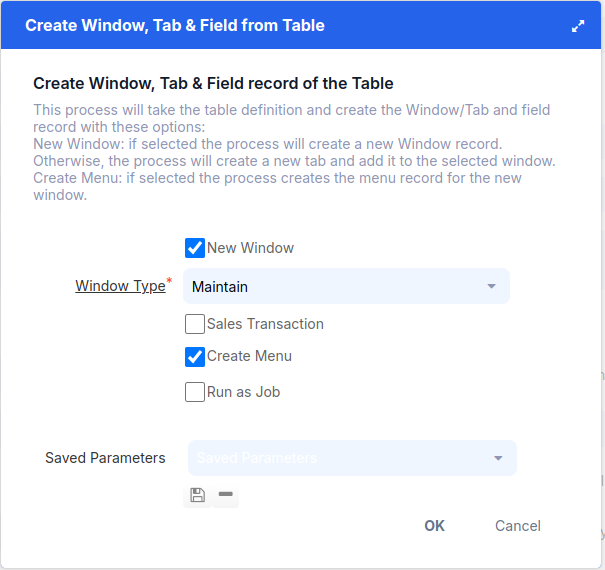 Create Window, Tab & Field from Table
Create Window, Tab & Field record of the Table
This process will take the table definition and create the Window/Tab and field
record with these options:
New Window: if selected the process will create a new Window record.
Otherwise, the process will create a new tab and add it to the selected window.
Create Menu: if selected the process creates the menu record for the new
window.
New Window
Window Type*
Maintain
Sales Transaction
Create Menu
Run as Job
Saved Parameters
Saved Parameters
OK
Cancel